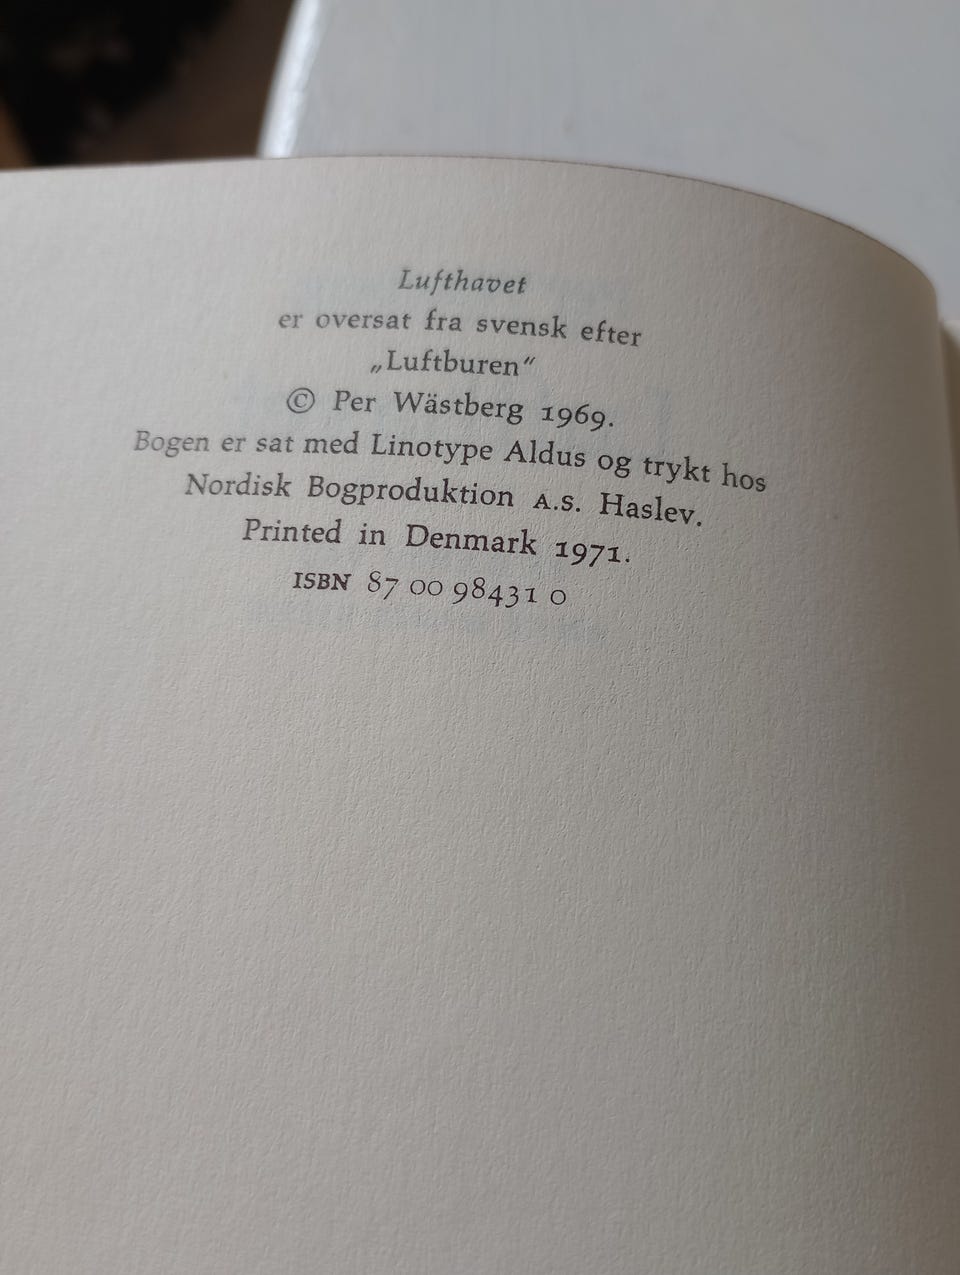 Lufthavet
er oversat fra svensk efter
„Luftburen“
© Per Wästberg 1969.
Bogen er sat med Linotype Aldus og trykt hos
Nordisk Bogproduktion A.S. Haslev.
Printed in Denmark 1971.
ISBN 87 00 98431 0